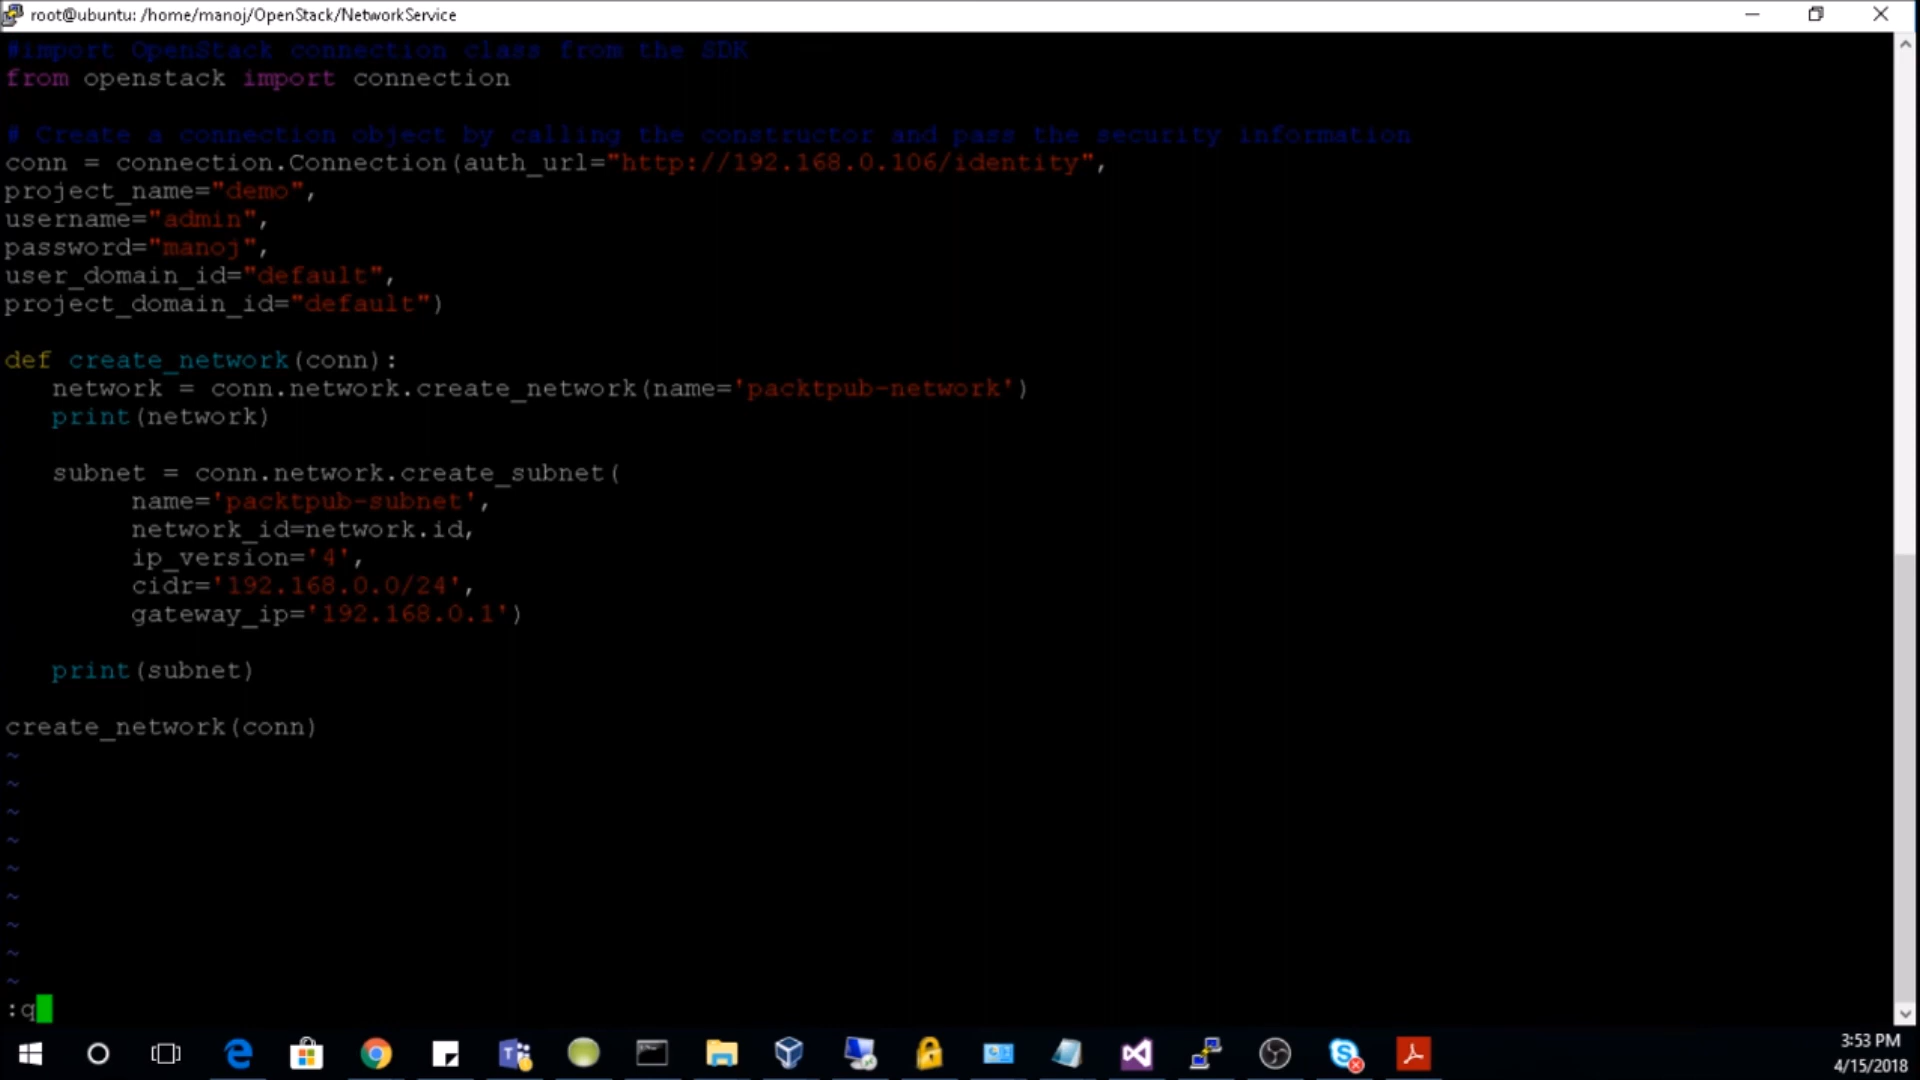 root@ubuntu: /home/manoj/OpenStack/NetworkService
#import OpenStack connection class from the SDK
from openstack import connection
# Create a connection object by calling the constructor and pass the security information
conn = connection.Connection(auth_url="http://192.168.0.106/identity",
project_name="demo",
username="admin",
password="manoj",
user_domain_id="default",
project_domain_id="default")
def create_network(conn):
network = conn.network.create_network(name='packtpub-network')
print(network)
subnet = conn.network.create_subnet(
name='packtpub-subnet',
network_id=network.id,
ip_version='4',
cidr='192.168.0.0/24',
gateway_ip='192.168.0.1')
print(subnet)
create_network(conn)
~
~
~
~
~
~
~
~
~
:q
3:53 PM
4/15/2018